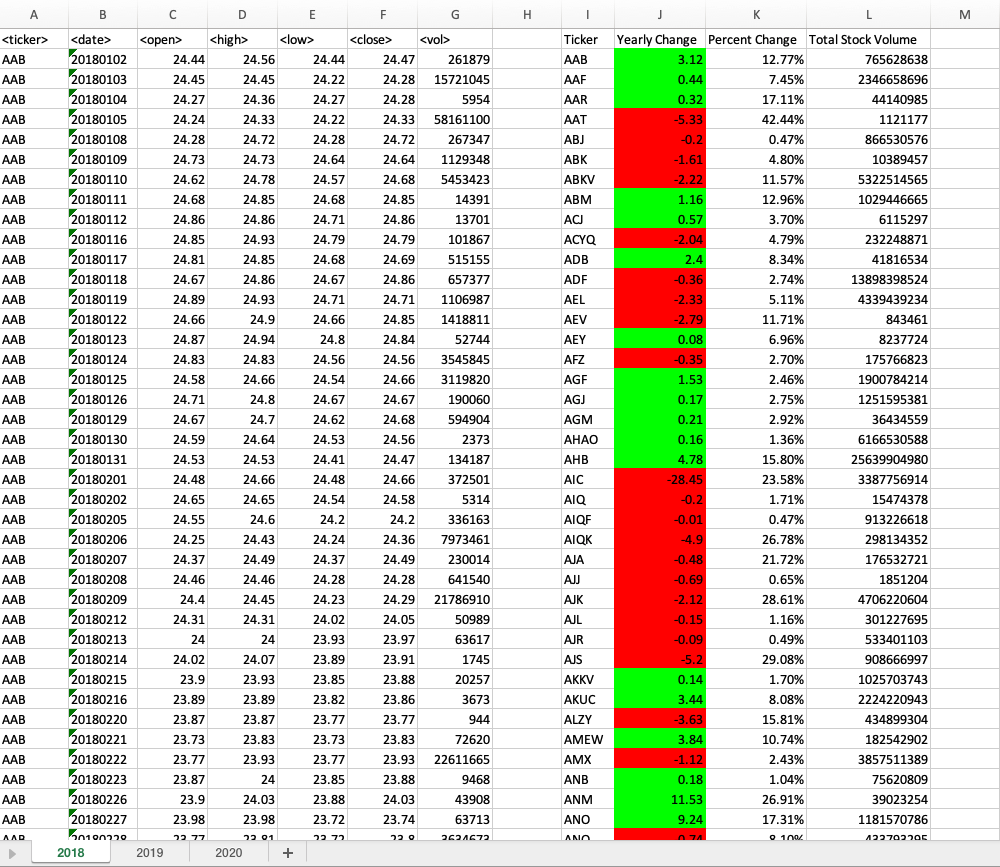 A B C D E F G H I J K L M
<ticker> <date> <open> <high> <low> <close> <vol> Ticker Yearly Change Percent Change Total Stock Volume
AAB 20180102 24.44 24.56 24.44 24.47 261879 AAB 3.12 12.77% 765628638
AAB 20180103 24.45 24.45 24.22 24.28 15721045 AAF 0.44 7.45% 2346658696
AAB 20180104 24.27 24.36 24.27 24.28 5954 AAR 0.32 17.11% 44140985
AAB 20180105 24.24 24.33 24.22 24.33 58161100 AAT -5.33 42.44% 1121177
AAB 20180108 24.28 24.72 24.28 24.72 267347 ABJ -0.2 0.47% 866530576
AAB 20180109 24.73 24.73 24.64 24.64 1129348 ABK -1.61 4.80% 10389457
AAB 20180110 24.62 24.78 24.57 24.68 5453423 ABKV -2.22 11.57% 5322514565
AAB 20180111 24.68 24.85 24.68 24.85 14391 ABM 1.16 12.96% 1029446665
AAB 20180112 24.86 24.86 24.71 24.86 13701 ACJ 0.57 3.70% 6115297
AAB 20180116 24.85 24.93 24.79 24.79 101867 ACYQ -2.04 4.79% 232248871
AAB 20180117 24.81 24.85 24.68 24.69 515155 ADB 2.4 8.34% 41816534
AAB 20180118 24.67 24.86 24.67 24.86 657377 ADF -0.36 2.74% 13898398524
AAB 20180119 24.89 24.93 24.71 24.71 1106987 AEL -2.33 5.11% 4339439234
AAB 20180122 24.66 24.9 24.66 24.85 1418811 AEV -2.79 11.71% 843461
AAB 20180123 24.87 24.94 24.8 24.84 52744 AEY 0.08 6.96% 8237724
AAB 20180124 24.83 24.83 24.56 24.56 3545845 AFZ -0.35 2.70% 175766823
AAB 20180125 24.58 24.66 24.54 24.66 3119820 AGF 1.53 2.46% 1900784214
AAB 20180126 24.71 24.8 24.67 24.67 190060 AGJ 0.17 2.75% 1251595381
AAB 20180129 24.67 24.7 24.62 24.68 594904 AGM 0.21 2.92% 36434559
AAB 20180130 24.59 24.64 24.53 24.56 2373 AHAO 0.16 1.36% 6166530588
AAB 20180131 24.53 24.53 24.41 24.47 134187 AHB 4.78 15.80% 25639904980
AAB 20180201 24.48 24.66 24.48 24.66 372501 AIC -28.45 23.58% 3387756914
AAB 20180202 24.65 24.65 24.54 24.58 5314 AIQ -0.2 1.71% 15474378
AAB 20180205 24.55 24.6 24.2 24.2 336163 AIQF -0.01 0.47% 913226618
AAB 20180206 24.25 24.43 24.24 24.36 7973461 AIQK -4.9 26.78% 298134352
AAB 20180207 24.37 24.49 24.37 24.49 230014 AJA -0.48 21.72% 176532721
AAB 20180208 24.46 24.46 24.28 24.28 641540 AJJ -0.69 0.65% 1851204
AAB 20180209 24.4 24.45 24.23 24.29 21786910 AJK -2.12 28.61% 4706220604
AAB 20180212 24.31 24.31 24.02 24.05 50989 AJL -0.15 1.16% 301227695
AAB 20180213 24 24 23.93 23.97 63617 AJR -0.09 0.49% 533401103
AAB 20180214 24.02 24.07 23.89 23.91 1745 AJS -5.2 29.08% 908666997
AAB 20180215 23.9 23.93 23.85 23.88 20257 AKKV 0.14 1.70% 1025703743
AAB 20180216 23.89 23.89 23.82 23.86 3673 AKUC 3.44 8.08% 2224220943
AAB 20180220 23.87 23.87 23.77 23.77 944 ALZY -3.63 15.81% 434899304
AAB 20180221 23.73 23.83 23.73 23.83 72620 AMEW 3.84 10.74% 182542902
AAB 20180222 23.77 23.93 23.77 23.93 22611665 AMX -1.12 2.43% 3857511389
AAB 20180223 23.87 24 23.85 23.88 9468 ANB 0.18 1.04% 75620809
AAB 20180226 23.9 24.03 23.88 24.03 43908 ANM 11.53 26.91% 39023254
AAB 20180227 23.98 23.98 23.72 23.74 63713 ANO 9.24 17.31% 1181570786
AAB 20180228 23.77 23.81 23.72 23.8
2018 2019 2020